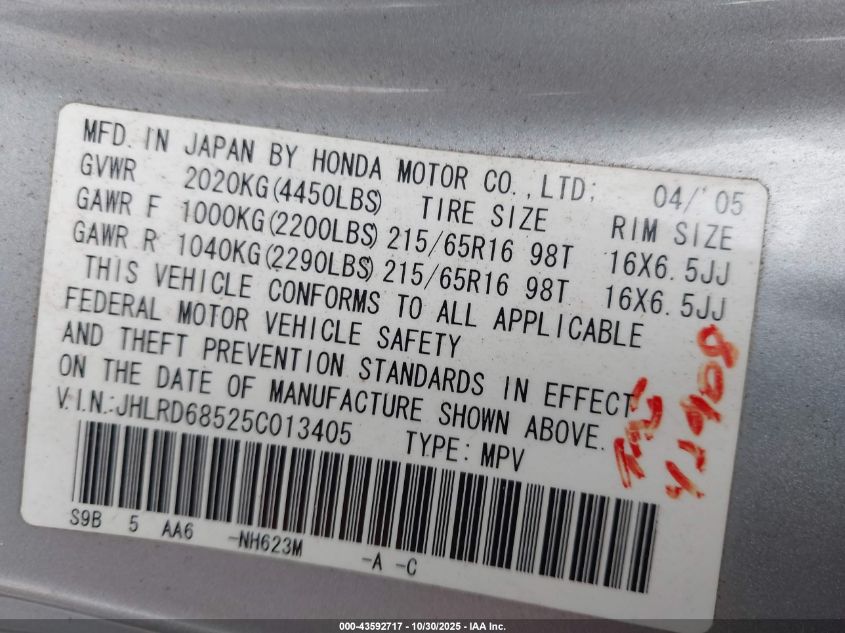 MFD. IN JAPAN BY HONDA MOTOR CO., LTD; 04/'05
GVWR 2020KG(4450LBS) TIRE SIZE RIM SIZE
GAWR F 1000KG(2200LBS) 215/65R16 98T 16X6.5JJ
GAWR R 1040KG(2290LBS) 215/65R16 98T 16X6.5JJ
THIS VEHICLE CONFORMS TO ALL APPLICABLE
FEDERAL MOTOR VEHICLE SAFETY
AND THEFT PREVENTION STANDARDS IN EFFECT
ON THE DATE OF MANUFACTURE SHOWN ABOVE.
V.I.N.:JHLRD68525C013405 TYPE: MPV
S9B 5 AA6 -NH623M -A -C
000-43592717 - 10/30/2025 - IAA Inc.